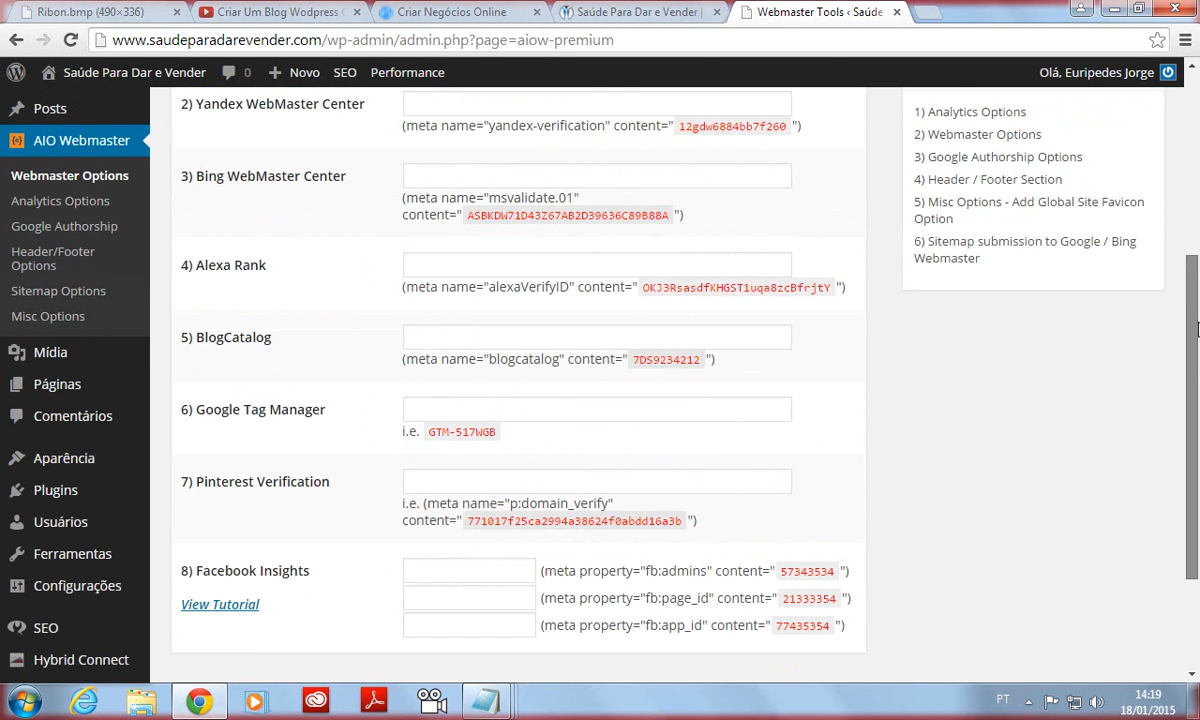 Ribon.bmp (490×336)
Criar Um Blog Wodpress C
Criar Negócios Online
Saúde Para Dar e Vender |
Webmaster Tools ‹ Saúde
www.saudeparadarevender.com/wp-admin/admin.php?page=aiow-premium
Saúde Para Dar e Vender
0
Novo
SEO
Performance
Olá, Euripedes Jorge
Posts
AIO Webmaster
Webmaster Options
Analytics Options
Google Authorship
Header/Footer
Options
Sitemap Options
Misc Options
Mídia
Páginas
Comentários
Aparência
Plugins
Usuários
Ferramentas
Configurações
SEO
Hybrid Connect
2) Yandex WebMaster Center
(meta name="yandex-verification" content=" 12gdw6884bb7f260 ")
3) Bing WebMaster Center
(meta name="msvalidate.01"
content=" ASBKDW71D43Z67AB2D39636C89B88A ")
4) Alexa Rank
(meta name="alexaVerifyID" content=" OKJ3RsasdfKHGST1uqa8zcBfrjtY ")
5) BlogCatalog
(meta name="blogcatalog" content=" 7DS9234212 ")
6) Google Tag Manager
i.e. GTM-517WGB
7) Pinterest Verification
i.e. (meta name="p:domain_verify"
content=" 771017f25ca2994a38624f0abdd16a3b ")
8) Facebook Insights
(meta property="fb:admins" content=" 57343534 ")
View Tutorial
(meta property="fb:page_id" content=" 21333354 ")
(meta property="fb:app_id" content=" 77435354 ")
1) Analytics Options
2) Webmaster Options
3) Google Authorship Options
4) Header / Footer Section
5) Misc Options - Add Global Site Favicon
Option
6) Sitemap submission to Google / Bing
Webmaster
PT
14:19
18/01/2015